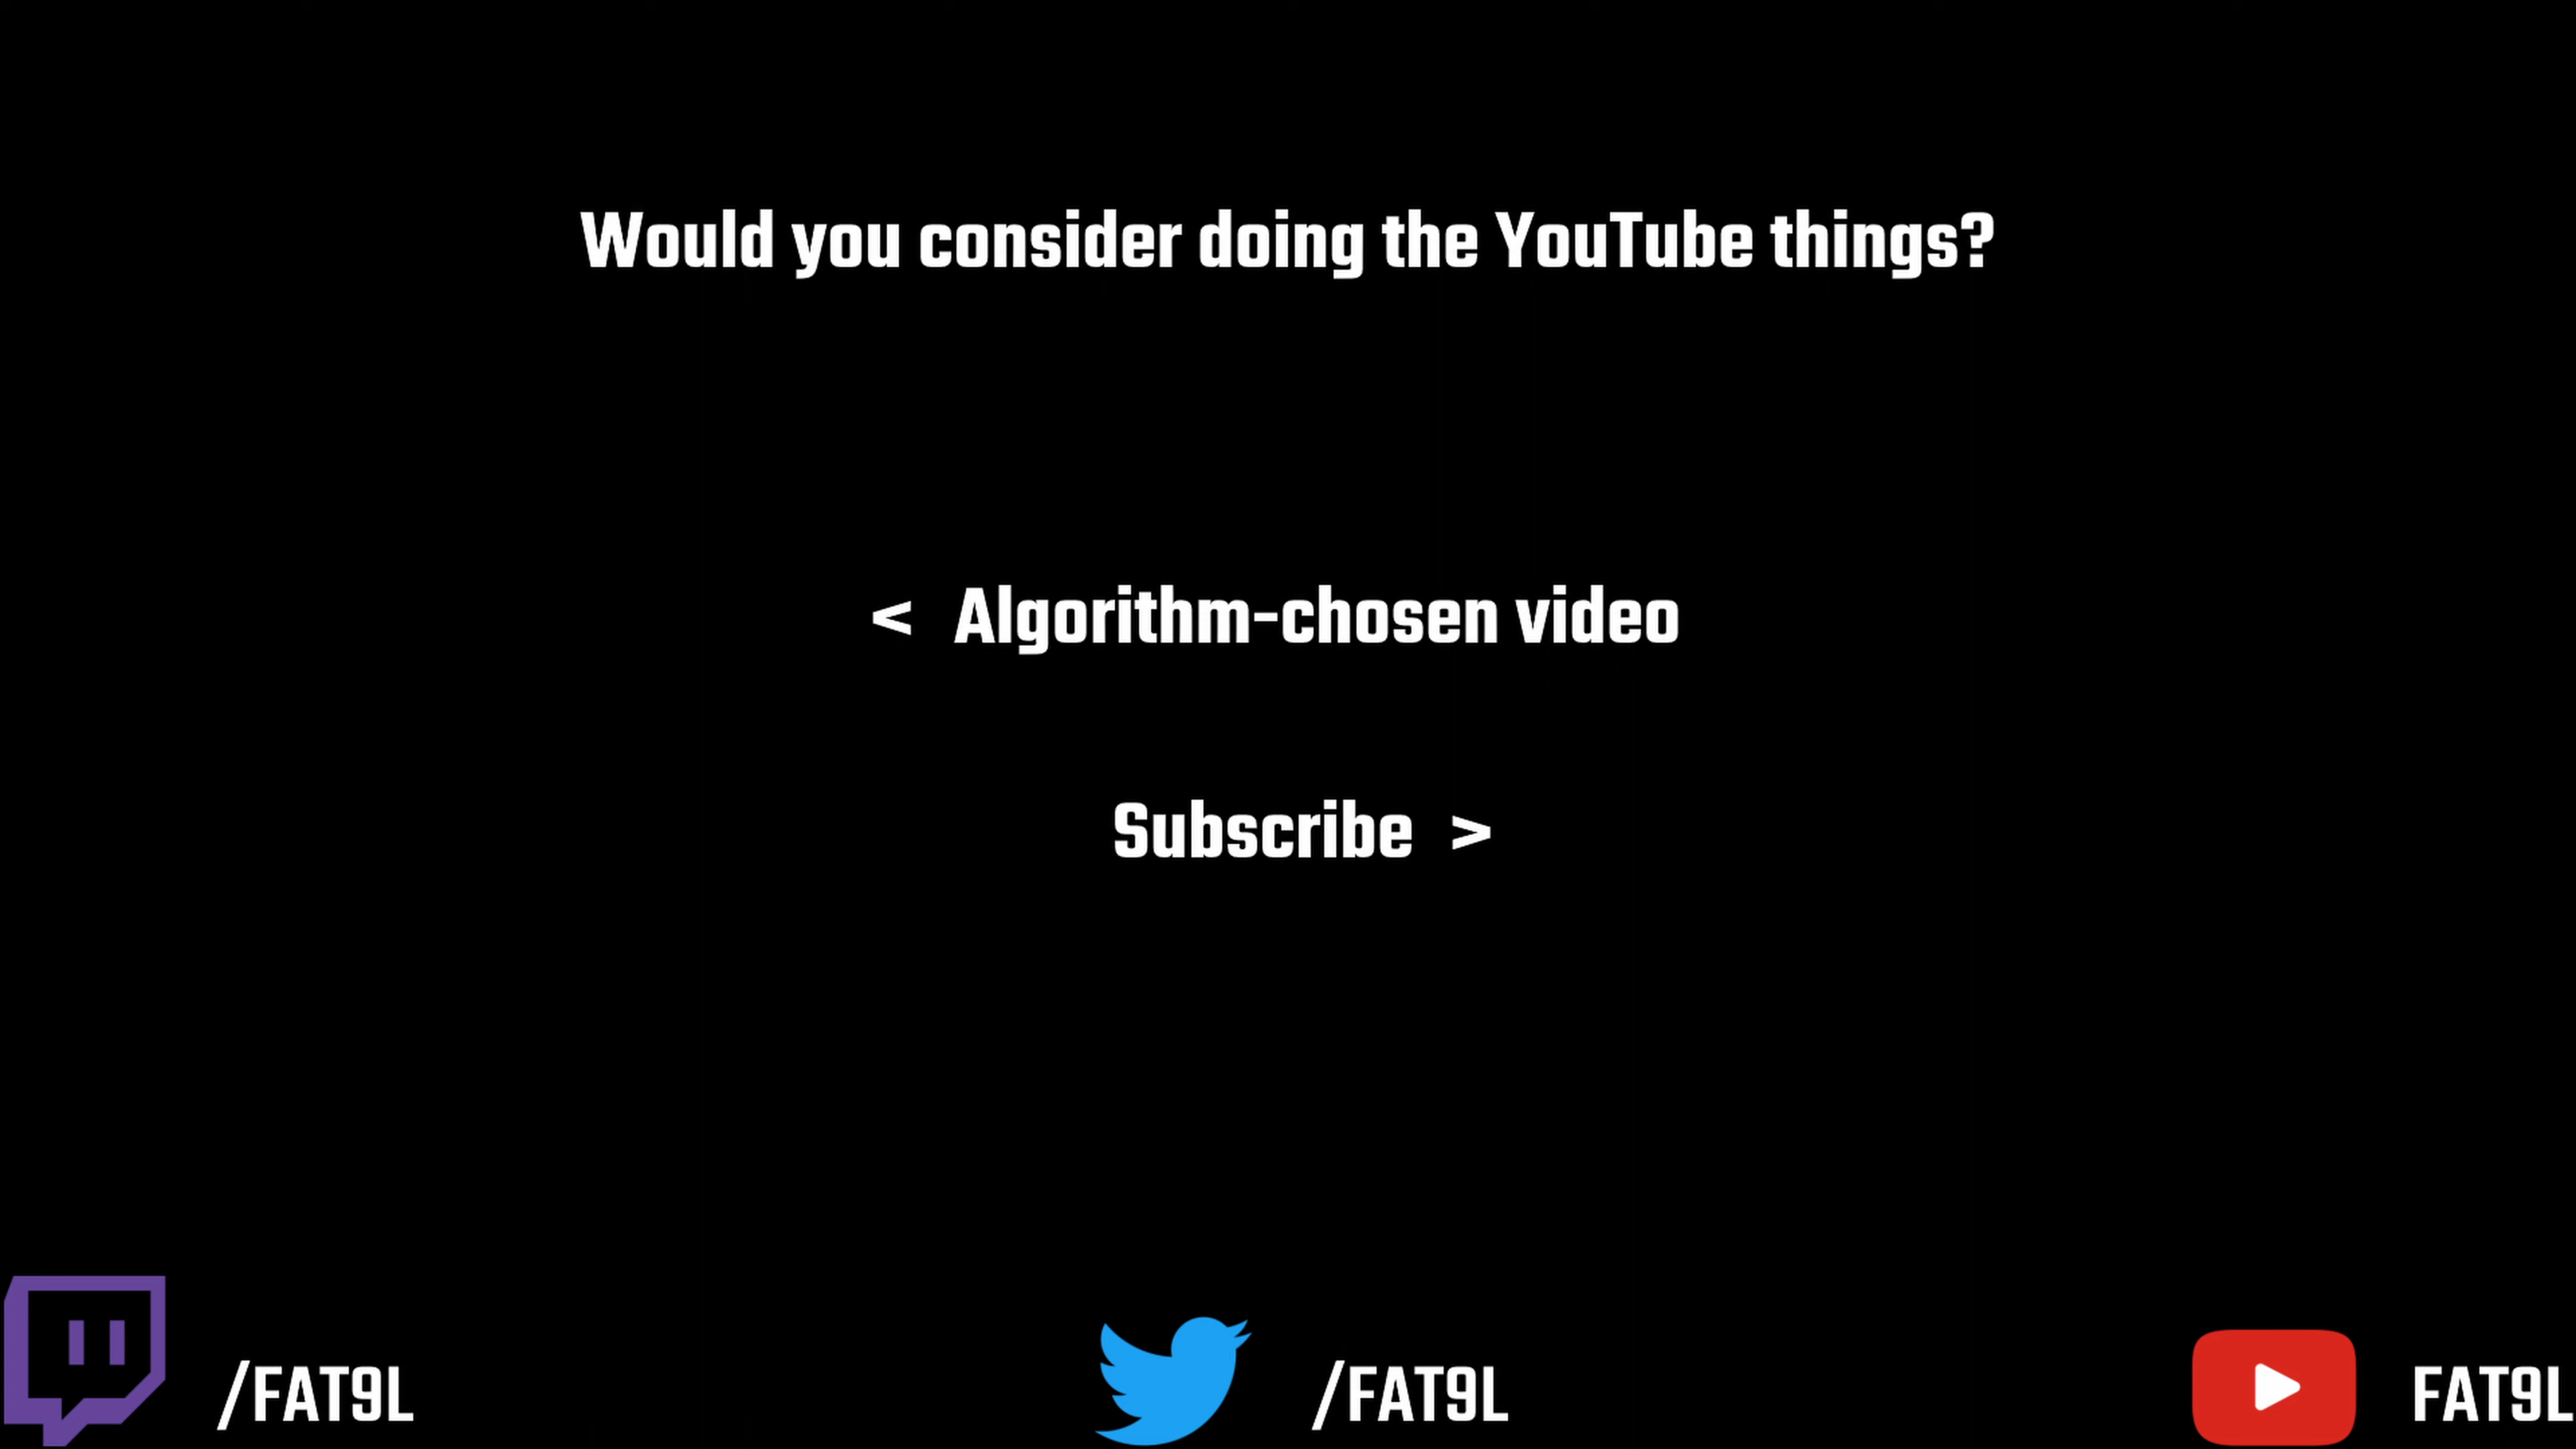 Would you consider doing the YouTube things?
< Algorithm-chosen video
Subscribe >
/FAT9L
/FAT9L
FAT9L